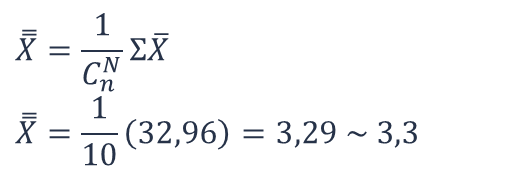 X̿ = 1/C_n^N ΣX̄
X̿ = 1/10 (32,96) = 3,29 ~ 3,3